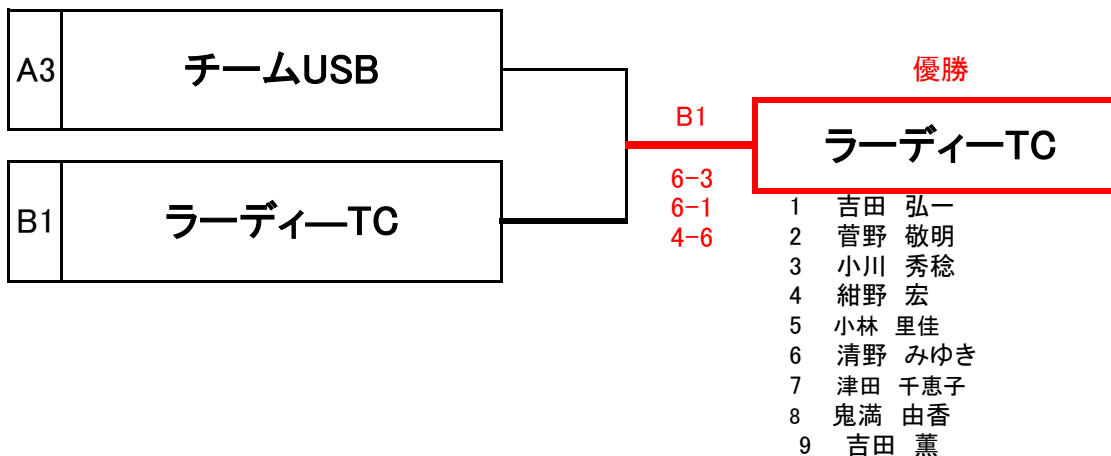 A3 チームUSB
B1 ラーディ―TC
B1
6-3
6-1
4-6
優勝
ラーディーTC
1 吉田 弘一
2 菅野 敬明
3 小川 秀稔
4 紺野 宏
5 小林 里佳
6 清野 みゆき
7 津田 千恵子
8 鬼満 由香
9 吉田 薫